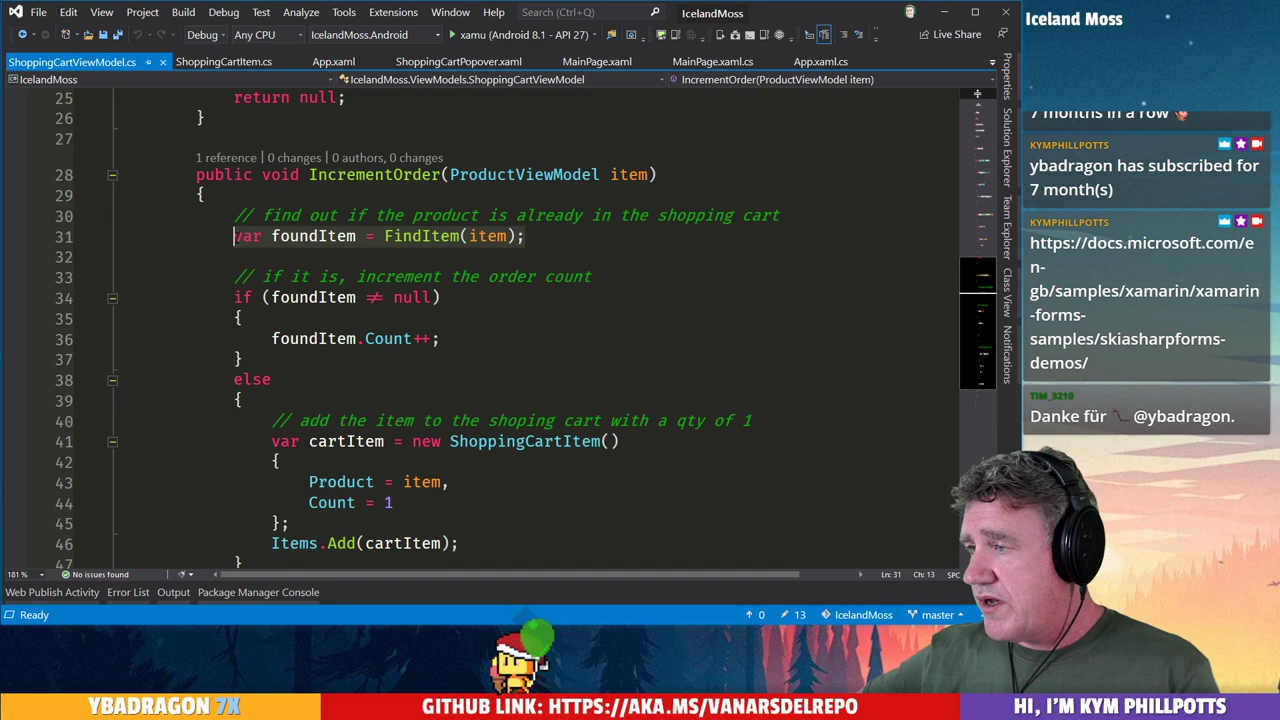 File Edit View Project Build Debug Test Analyze Tools Extensions Window Help Search (Ctrl+Q) IcelandMoss
Debug Any CPU IcelandMoss.Android xamu (Android 8.1 - API 27) Live Share
ShoppingCartViewModel.cs ShoppingCartItem.cs App.xaml ShoppingCartPopover.xaml MainPage.xaml MainPage.xaml.cs App.xaml.cs
IcelandMoss IcelandMoss.ViewModels.ShoppingCartViewModel IncrementOrder(ProductViewModel item)
25 return null;
26 }
27
1 reference | 0 changes | 0 authors, 0 changes
28 public void IncrementOrder(ProductViewModel item)
29 {
30 // find out if the product is already in the shopping cart
31 var foundItem = FindItem(item);
32
33 // if it is, increment the order count
34 if (foundItem ≠ null)
35 {
36 foundItem.Count++;
37 }
38 else
39 {
40 // add the item to the shoping cart with a qty of 1
41 var cartItem = new ShoppingCartItem()
42 {
43 Product = item,
44 Count = 1
45 };
46 Items.Add(cartItem);
47 }
181 % No issues found Ln: 31 Ch: 13 SPC
Web Publish Activity Error List Output Package Manager Console
Ready 0 13 IcelandMoss master
Properties
Solution Explorer
Team Explorer
Class View
Notifications
Iceland Moss
7 months in a row
KYMPHILLPOTTS
ybadragon has subscribed for
7 month(s)
KYMPHILLPOTTS
https://docs.microsoft.com/e
n-
gb/samples/xamarin/xamarin
-forms-
samples/skiasharpforms-
demos/
TIM_3210
Danke für @ybadragon.
YBADRAGON 7X
GITHUB LINK: HTTPS://AKA.MS/VANARSDELREPO
HI, I'M KYM PHILLPOTTS